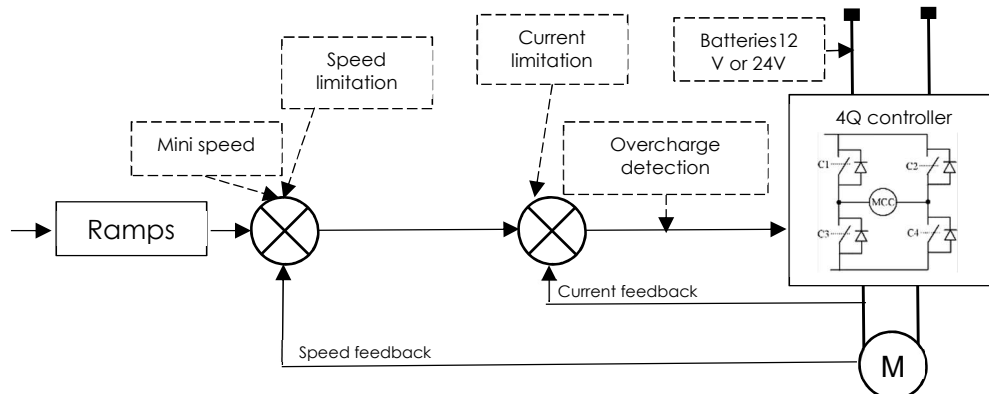 Speed
limitation
Current
limitation
Batteries12
V or 24V
4Q controller
Mini speed
Overcharge
detection
C1
C2
MCC
C3
C4
Ramps
Current feedback
Speed feedback
M